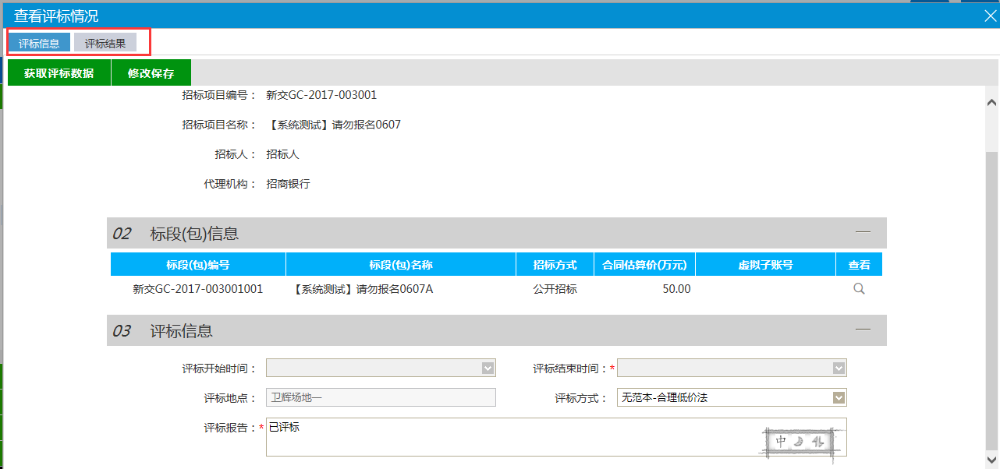 查看评标情况
评标信息 评标结果
获取评标数据 修改保存
招标项目编号： 新交GC-2017-003001
招标项目名称： 【系统测试】请勿报名0607
招标人： 招标人
代理机构： 招商银行
02 标段(包)信息
标段(包)编号 标段(包)名称 招标方式 合同估算价(万元) 虚拟子账号 查看
新交GC-2017-003001001 【系统测试】请勿报名0607A 公开招标 50.00
03 评标信息
评标开始时间： 评标结束时间：*
评标地点： 卫辉场地一 评标方式： 无范本-合理低价法
评标报告：* 已评标
中